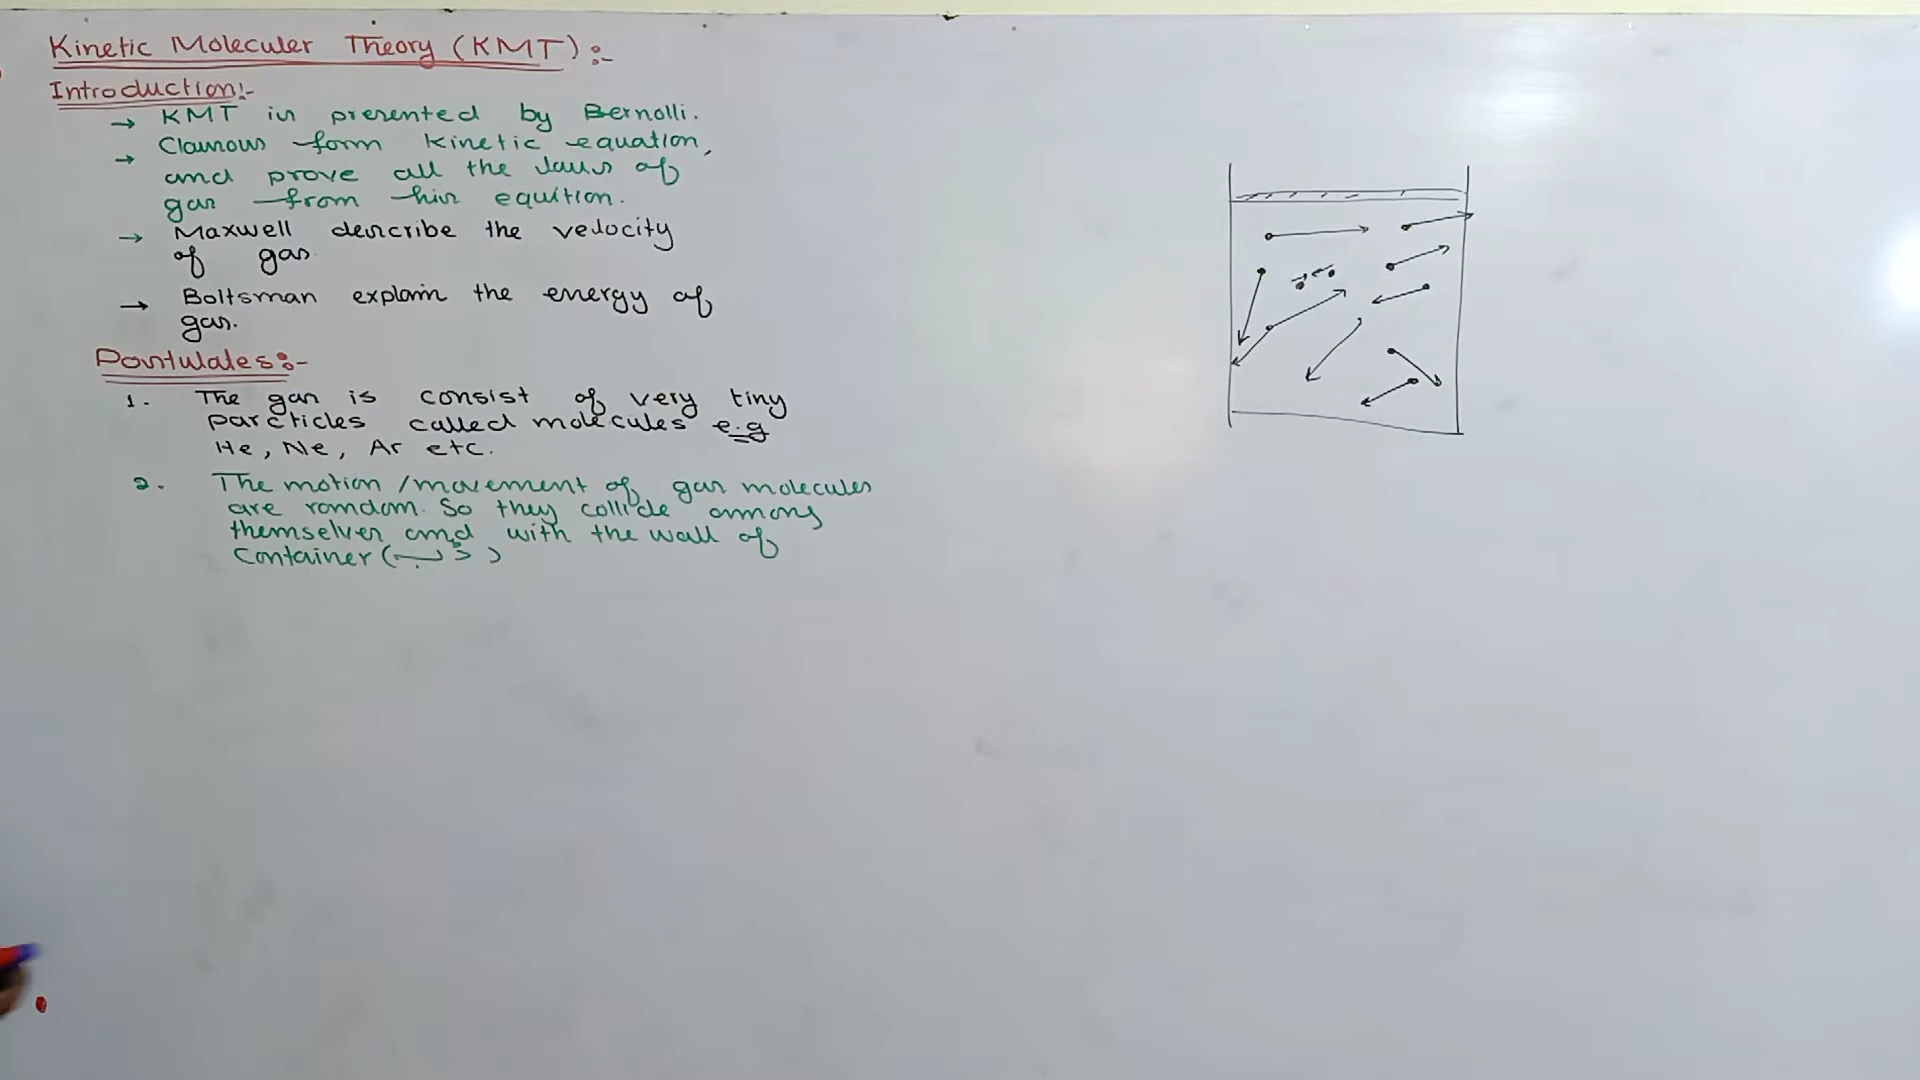 Kinetic Moleculer Theory (KMT):-
Introduction:-
→ KMT is presented by Bernolli.
→ Clausous form kinetic equation,
and prove all the laws of
gas from his equition.
→ Maxwell describe the velocity
of gas
→ Boltsman explain the energy of
gas.
Postulates:-
1. The gas is consist of very tiny
particles called molecules e.g
He, Ne, Ar etc.
2. The motion /movement of gas molecules
are random. So they collide among
themselves and with the wall of
Container ( )